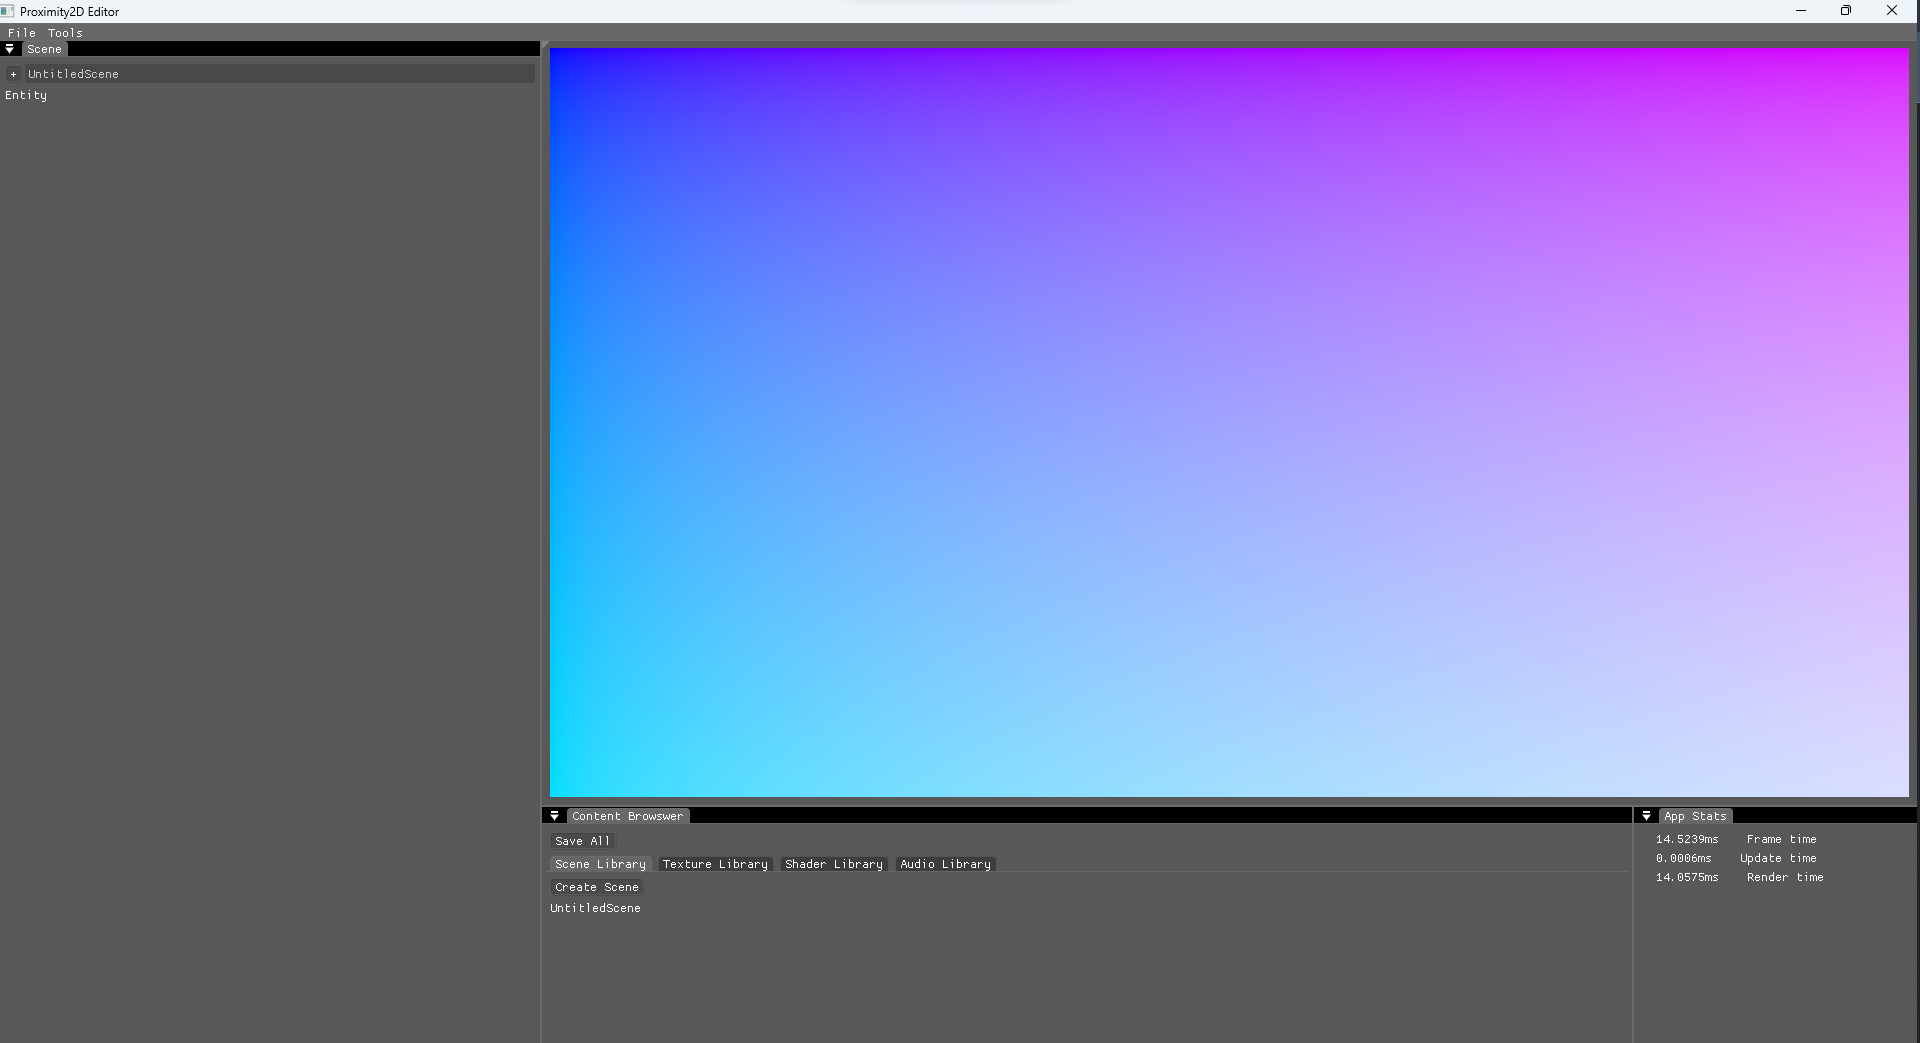 Proximity2D Editor
File Tools
Scene
+ UntitledScene
Entity
Content Browswer
Save All
Scene Library Texture Library Shader Library Audio Library
Create Scene
UntitledScene
App Stats
14.5239ms Frame time
0.0006ms Update time
14.0575ms Render time